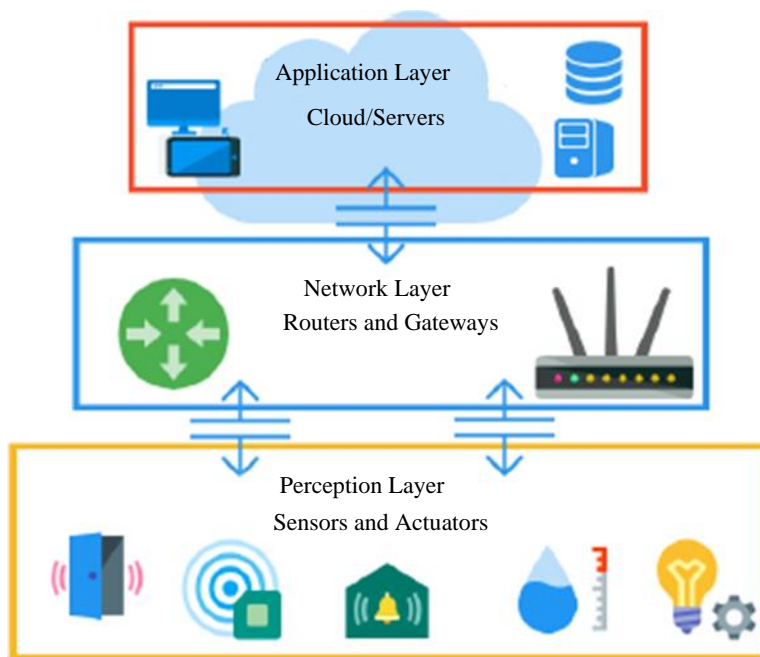 Application Layer
Cloud/Servers
Network Layer
Routers and Gateways
Perception Layer
Sensors and Actuators